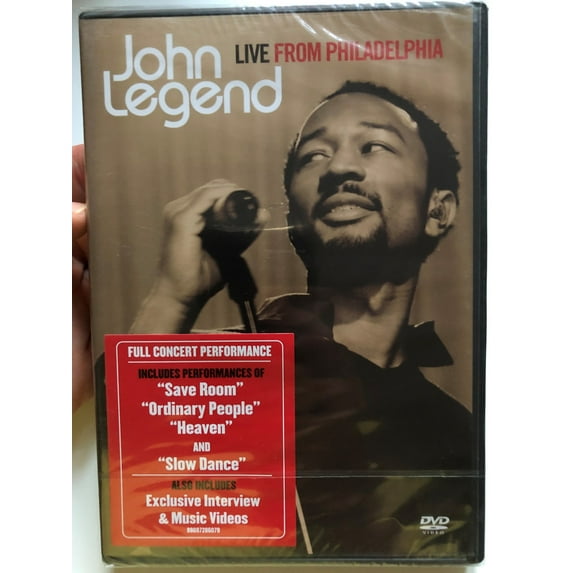 John
Legend
LIVE FROM PHILADELPHIA
FULL CONCERT PERFORMANCE
INCLUDES PERFORMANCES OF
“Save Room”
“Ordinary People”
“Heaven”
AND
“Slow Dance”
ALSO INCLUDES
Exclusive Interview
& Music Videos
88697286079
DVD
VIDEO